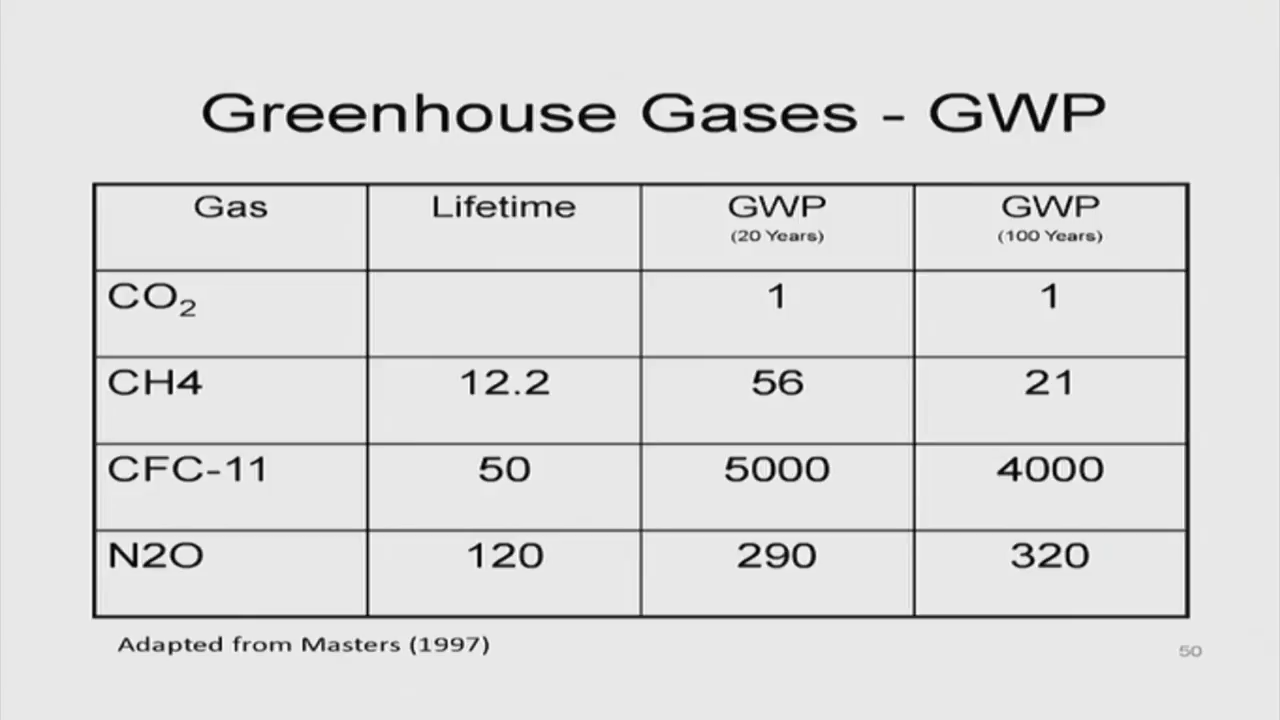 Greenhouse Gases - GWP
Gas Lifetime GWP GWP
(20 Years) (100 Years)
CO₂ 1 1
CH4 12.2 56 21
CFC-11 50 5000 4000
N2O 120 290 320
Adapted from Masters (1997)
50